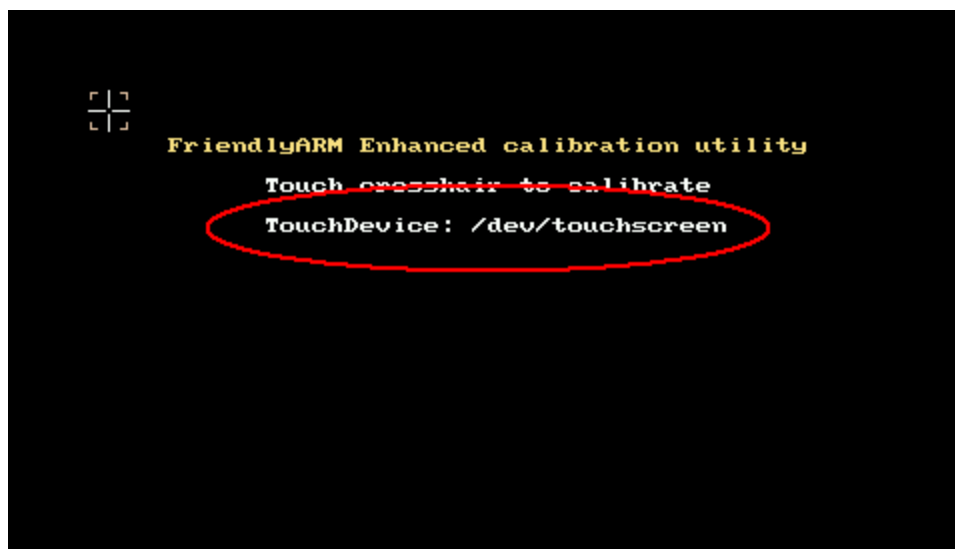 FriendlyARM Enhanced calibration utility
Touch crosshair to calibrate
TouchDevice: /dev/touchscreen